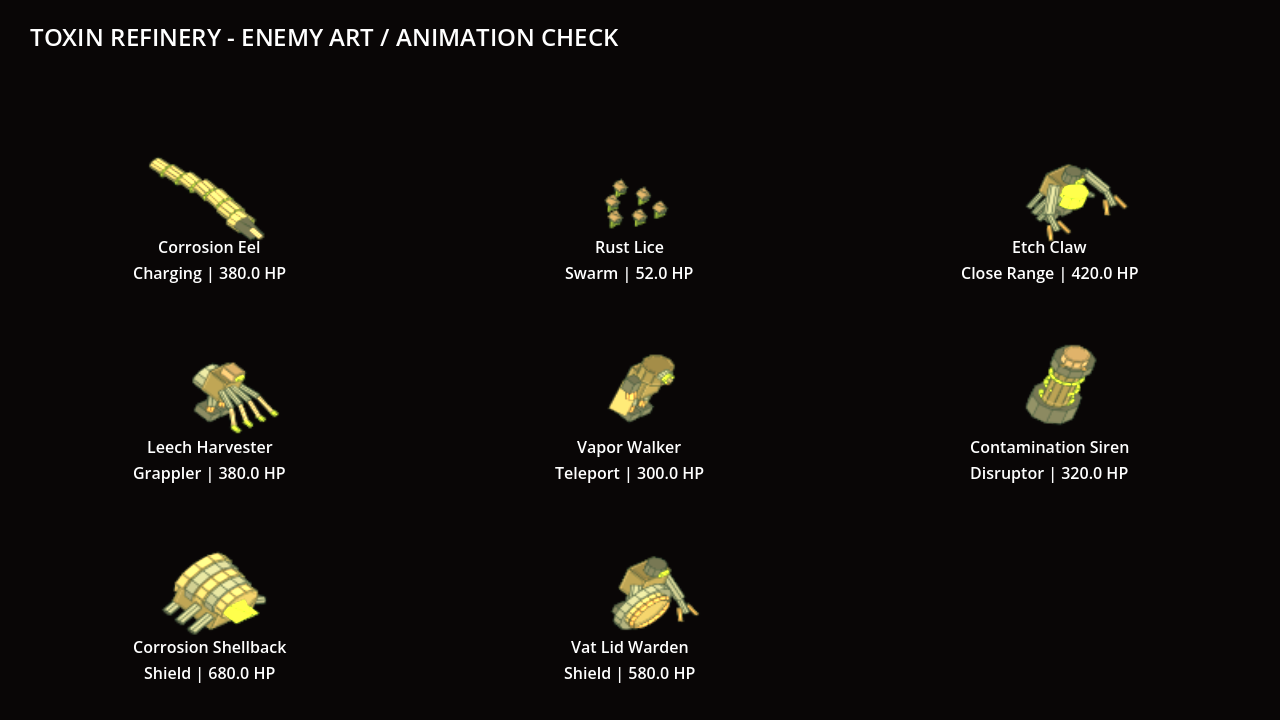 TOXIN REFINERY - ENEMY ART / ANIMATION CHECK
Corrosion Eel
Charging | 380.0 HP
Rust Lice
Swarm | 52.0 HP
Etch Claw
Close Range | 420.0 HP
Leech Harvester
Grappler | 380.0 HP
Vapor Walker
Teleport | 300.0 HP
Contamination Siren
Disruptor | 320.0 HP
Corrosion Shellback
Shield | 680.0 HP
Vat Lid Warden
Shield | 580.0 HP